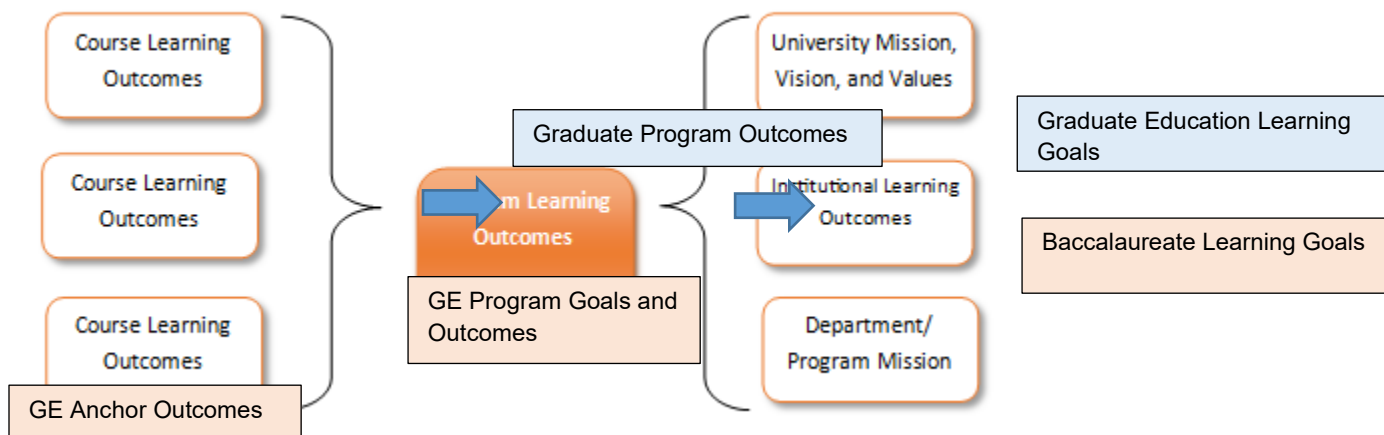 Course Learning
Outcomes
Course Learning
Outcomes
Course Learning
Outcomes
GE Anchor Outcomes
m Learning
Outcomes
GE Program Goals and
Outcomes
Graduate Program Outcomes
University Mission,
Vision, and Values
Institutional Learning
Outcomes
Department/
Program Mission
Graduate Education Learning
Goals
Baccalaureate Learning Goals